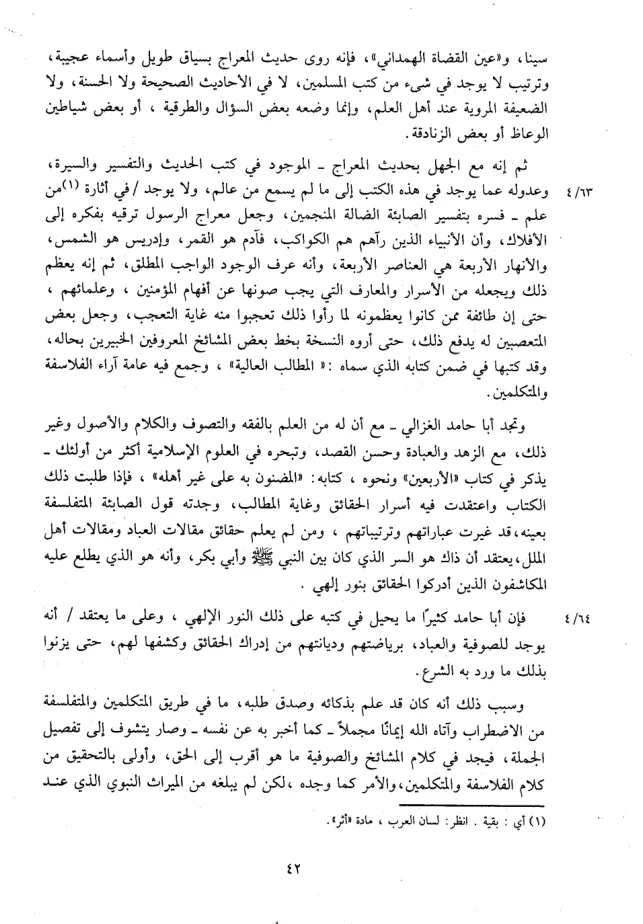 سينا، و«عين القضاة الهمداني»، فإنه روى حديث المعراج بسياق طويل وأسماء عجيبة،
وترتيب لا يوجد في شىء من كتب المسلمين، لا في الأحاديث الصحيحة ولا الحسنة، ولا
الضعيفة المروية عند أهل العلم، وإنما وضعه بعض السؤال والطرقية ، أو بعض شياطين
الوعاظ أو بعض الزنادقة.
ثم إنه مع الجهل بحديث المعراج ـ الموجود في كتب الحديث والتفسير والسيرة،
٤/٦٣ وعدوله عما يوجد في هذه الكتب إلى ما لم يسمع من عالم، ولا يوجد / في أثارة (١)من
علم ـ فسره بتفسير الصابئة الضالة المنجمين، وجعل معراج الرسول ترقيه بفكره إلى
الأفلاك، وأن الأنبياء الذين رآهم هم الكواكب، فآدم هو القمر، وإدريس هو الشمس،
والأنهار الأربعة هي العناصر الأربعة، وأنه عرف الوجود الواجب المطلق، ثم إنه يعظم
ذلك ويجعله من الأسرار والمعارف التي يجب صونها عن أفهام المؤمنين ، وعلمائهم ،
حتى إن طائفة ممن كانوا يعظمونه لما رأوا ذلك تعجبوا منه غاية التعجب، وجعل بعض
المتعصبين له يدفع ذلك، حتى أروه النسخة بخط بعض المشائخ المعروفين الخبيرين بحاله،
وقد كتبها في ضمن كتابه الذي سماه :« المطالب العالية» ، وجمع فيه عامة آراء الفلاسفة
والمتكلمين.
وتجد أبا حامد الغزالي ـ مع أن له من العلم بالفقه والتصوف والكلام والأصول وغير
ذلك، مع الزهد والعبادة وحسن القصد، وتبحره في العلوم الإسلامية أكثر من أولئك ـ
يذكر في كتاب «الأربعين» ونحوه ، كتابه: «المضنون به على غير أهله» ، فإذا طلبت ذلك
الكتاب واعتقدت فيه أسرار الحقائق وغاية المطالب، وجدته قول الصابئة المتفلسفة
بعينه،قد غيرت عباراتهم وترتيباتهم ، ومن لم يعلم حقائق مقالات العباد ومقالات أهل
الملل،يعتقد أن ذاك هو السر الذي كان بين النبي ﷺ وأبي بكر، وأنه هو الذي يطلع عليه
المكاشفون الذين أدركوا الحقائق بنور إلهي .
٤/٦٤ فإن أبا حامد كثيرًا ما يحيل في كتبه على ذلك النور الإلهي ، وعلى ما يعتقد / أنه
يوجد للصوفية والعباد، برياضتهم وديانتهم من إدراك الحقائق وكشفها لهم، حتى يزنوا
بذلك ما ورد به الشرع.
وسبب ذلك أنه كان قد علم بذكائه وصدق طلبه، ما في طريق المتكلمين والمتفلسفة
من الاضطراب وآتاه الله إيمانًا مجملاً ـ كما أخبر به عن نفسه ـ وصار يتشوف إلى تفصيل
الجملة، فيجد في كلام المشائخ والصوفية ما هو أقرب إلى الحق، وأولى بالتحقيق من
كلام الفلاسفة والمتكلمين،والأمر كما وجده ،لكن لم يبلغه من الميراث النبوي الذي عند
(١) أي : بقية . انظر: لسان العرب ، مادة «أثر».
٤٢